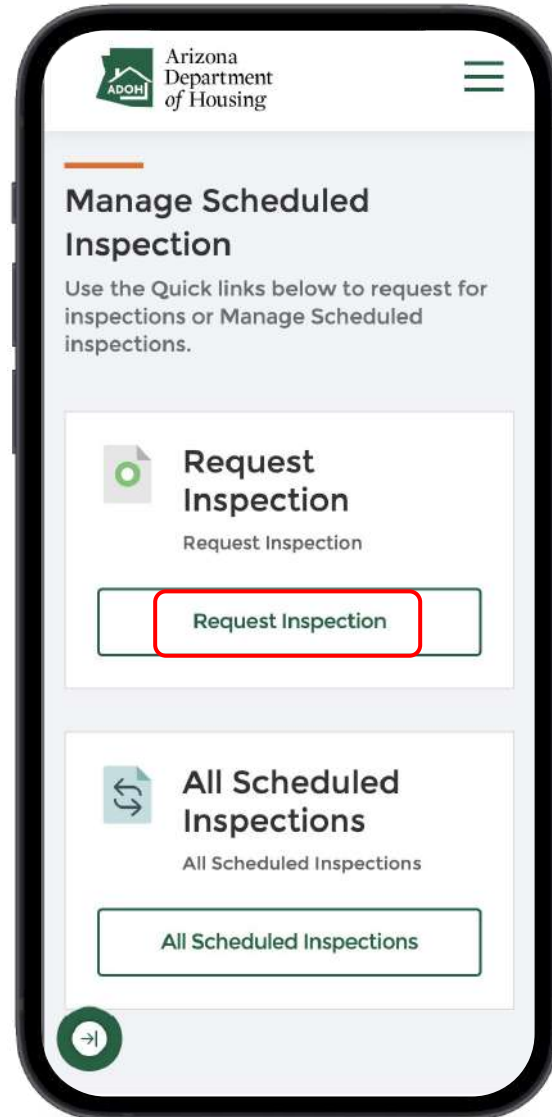 Arizona
Department
of Housing
ADOH
Manage Scheduled
Inspection
Use the Quick links below to request for
inspections or Manage Scheduled
inspections.
Request
Inspection
Request Inspection
Request Inspection
All Scheduled
Inspections
All Scheduled Inspections
All Scheduled Inspections